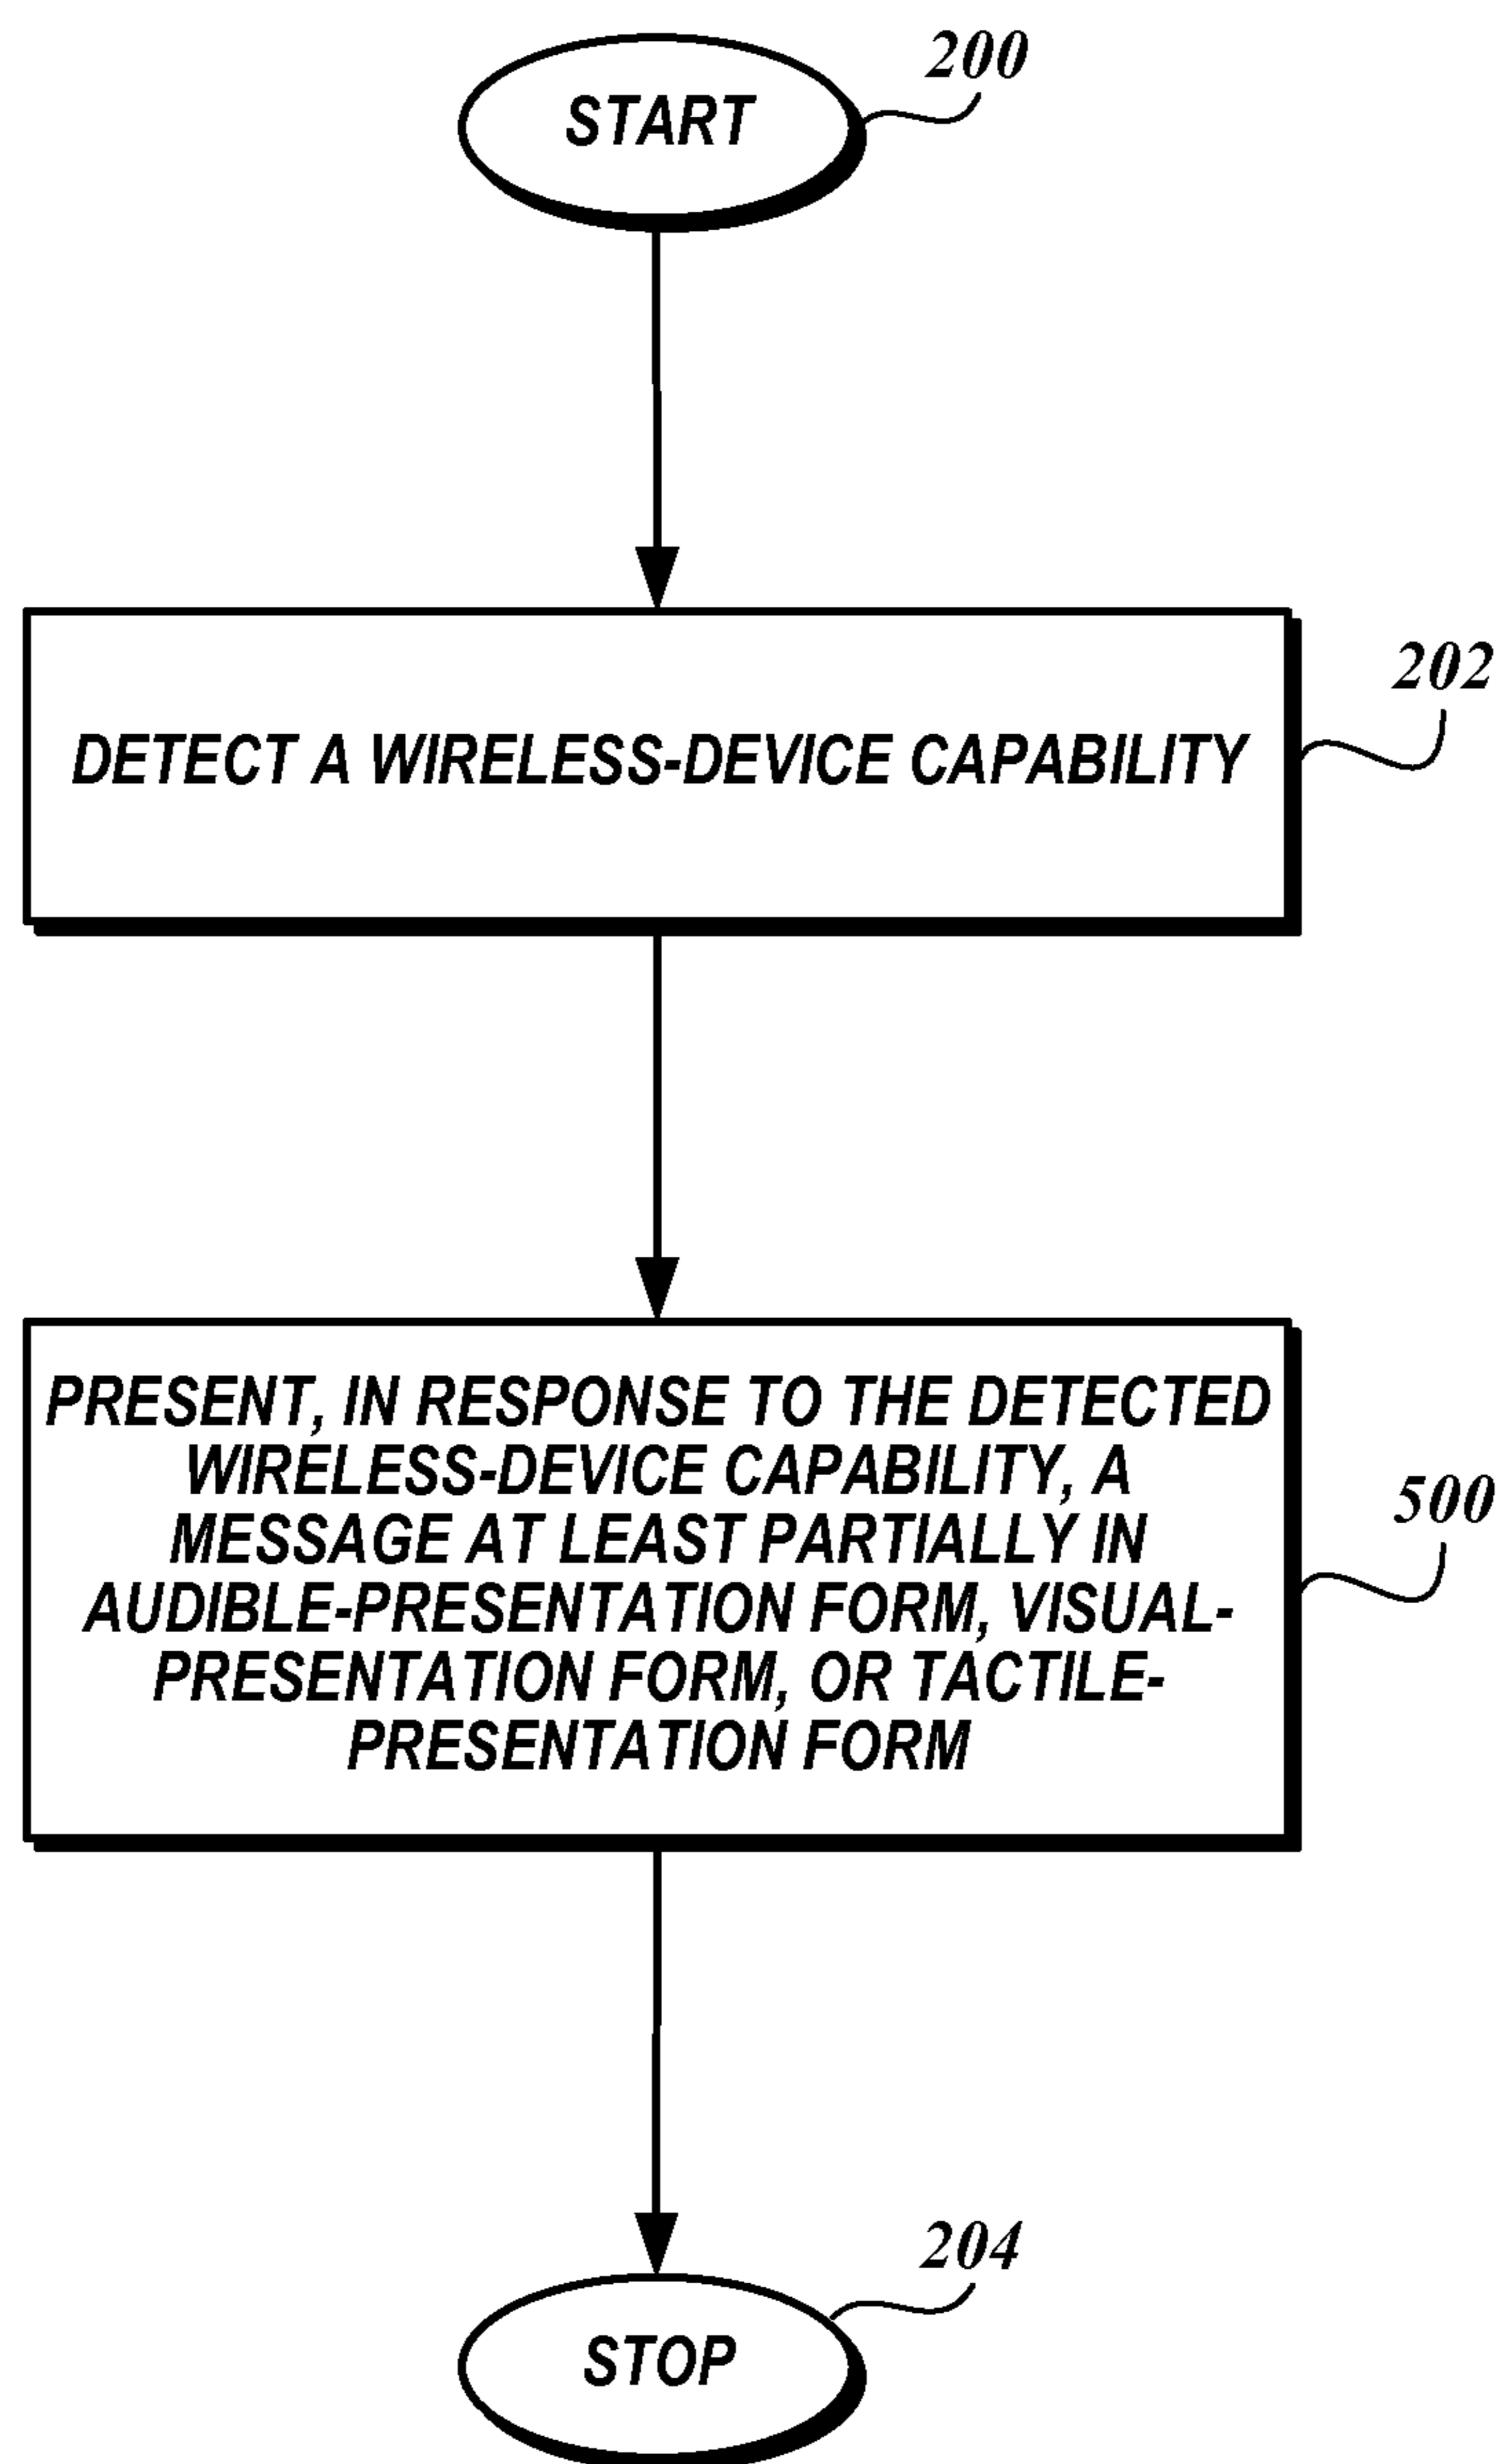 200
START
202
DETECT A WIRELESS-DEVICE CAPABILITY
PRESENT, IN RESPONSE TO THE DETECTED
WIRELESS-DEVICE CAPABILITY, A
MESSAGE AT LEAST PARTIALLY IN
AUDIBLE-PRESENTATION FORM, VISUAL-
PRESENTATION FORM, OR TACTILE-
PRESENTATION FORM
500
204
STOP